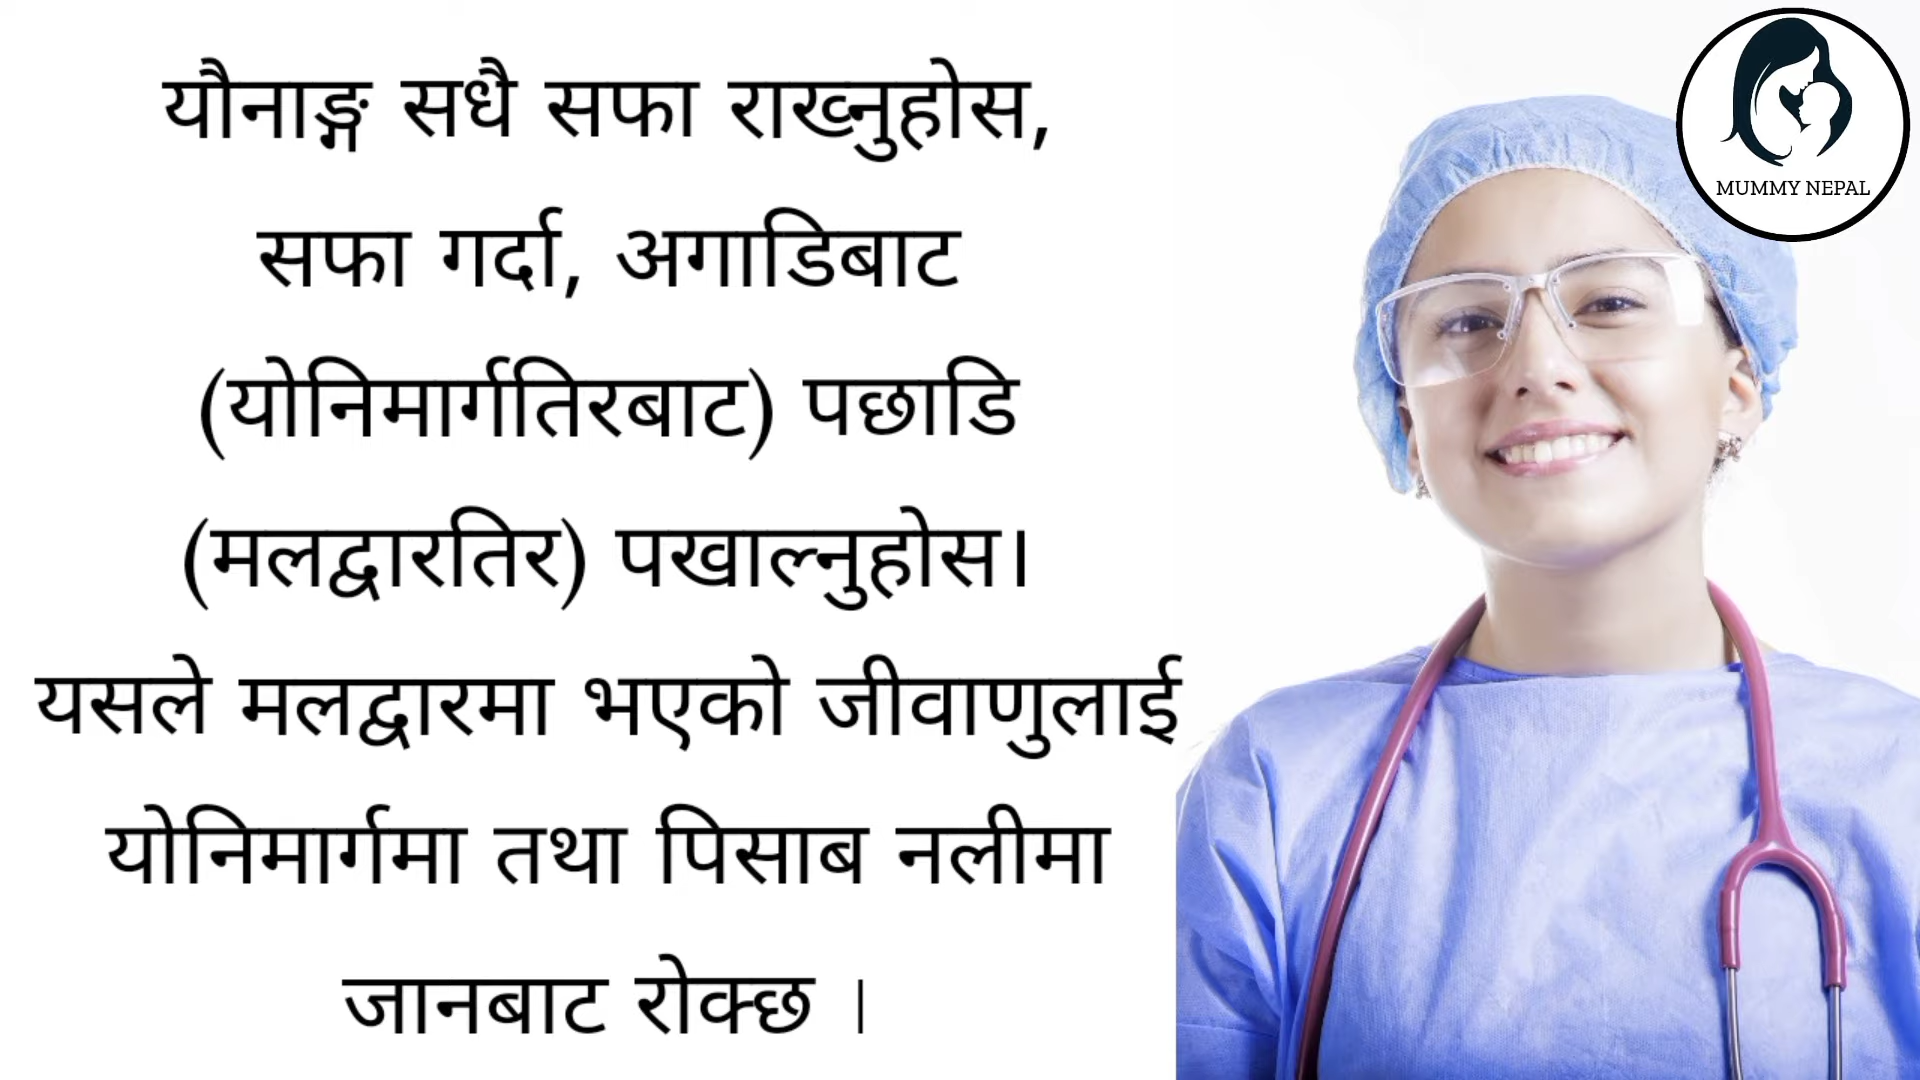 यौनाङ्ग सधै सफा राख्नुहोस,
सफा गर्दा, अगाडिबाट
(योनिमार्गतिरबाट) पछाडि
(मलद्वारतिर) पखाल्नुहोस।
यसले मलद्वारमा भएको जीवाणुलाई
योनिमार्गमा तथा पिसाब नलीमा
जानबाट रोक्छ ।
MUMMY NEPAL